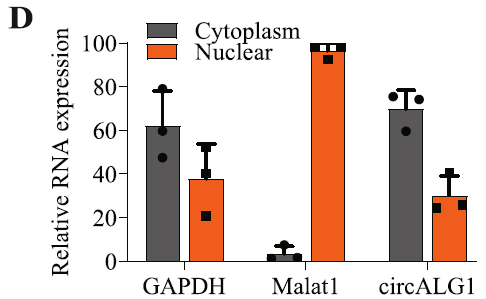 D
Cytoplasm
Nuclear
Relative RNA expression
100
80
60
40
20
0
GAPDH Malat1 circALG1